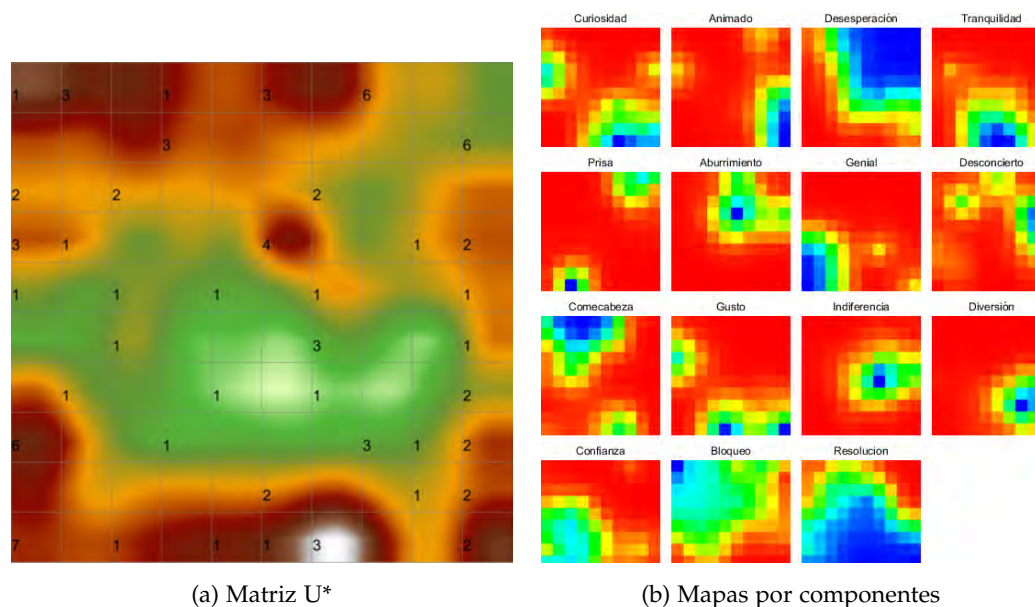 1 3 1 3 6
3 6
2 2 2
3 1 4 1 2
1 1 1 1 1
1 3 2
1 1 1 2
6 1 3 1 2
2 1 2
7 1 1 1 3 2
(a) Matriz U*
Curiosidad Animado Desesperación Tranquilidad
Prisa Aburrimiento Genial Desconcierto
Comecabeza Gusto Indiferencia Diversión
Confianza Bloqueo Resolucion
(b) Mapas por componentes